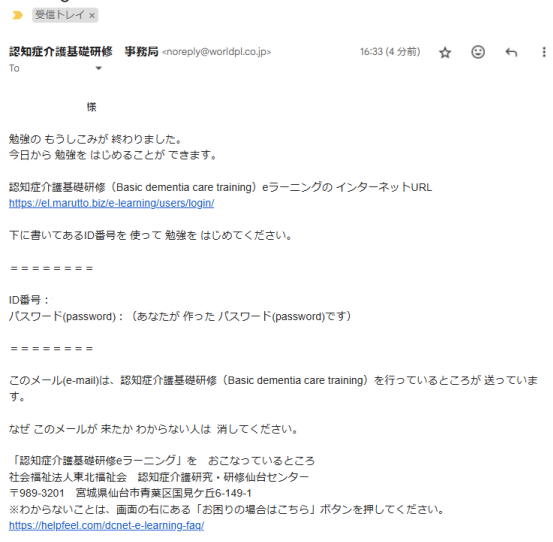 受信トレイ ×
認知症介護基礎研修　事務局 <noreply@worldpl.co.jp>
16:33 (4 分前)
To
様
勉強の もうしこみが 終わりました。
今日から 勉強を はじめることが できます。
認知症介護基礎研修（Basic dementia care training）eラーニングの インターネットURL
https://el.marutto.biz/e-learning/users/login/
下に書いてあるID番号を 使って 勉強を はじめてください。
＝＝＝＝＝＝＝＝
ID番号：
パスワード(password)：（あなたが 作った パスワード(password)です）
＝＝＝＝＝＝＝＝
このメール(e-mail)は、認知症介護基礎研修（Basic dementia care training）を行っているところが 送っていま
す。
なぜ このメールが 来たか わからない人は 消してください。
「認知症介護基礎研修eラーニング」を　おこなっているところ
社会福祉法人東北福祉会　認知症介護研究・研修仙台センター
〒989-3201　宮城県仙台市青葉区国見ケ丘6-149-1
※わからないことは、画面の右にある「お困りの場合はこちら」ボタンを押してください。
https://helpfeel.com/dcnet-e-learning-faq/